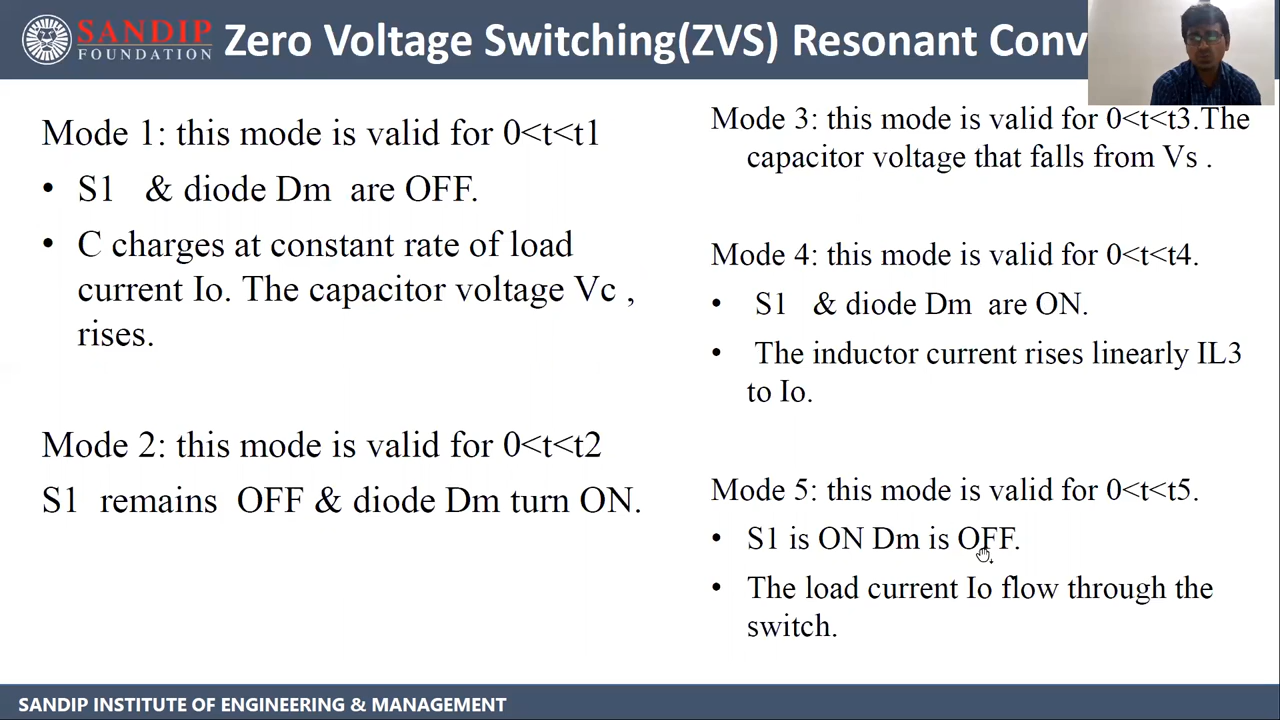 SANDIP
FOUNDATION
Zero Voltage Switching(ZVS) Resonant Conv
Mode 1: this mode is valid for 0<t<t1
• S1 & diode Dm are OFF.
• C charges at constant rate of load
current Io. The capacitor voltage Vc ,
rises.
Mode 2: this mode is valid for 0<t<t2
S1 remains OFF & diode Dm turn ON.
Mode 3: this mode is valid for 0<t<t3.The
capacitor voltage that falls from Vs .
Mode 4: this mode is valid for 0<t<t4.
• S1 & diode Dm are ON.
• The inductor current rises linearly IL3
to Io.
Mode 5: this mode is valid for 0<t<t5.
• S1 is ON Dm is OFF.
• The load current Io flow through the
switch.
SANDIP INSTITUTE OF ENGINEERING & MANAGEMENT